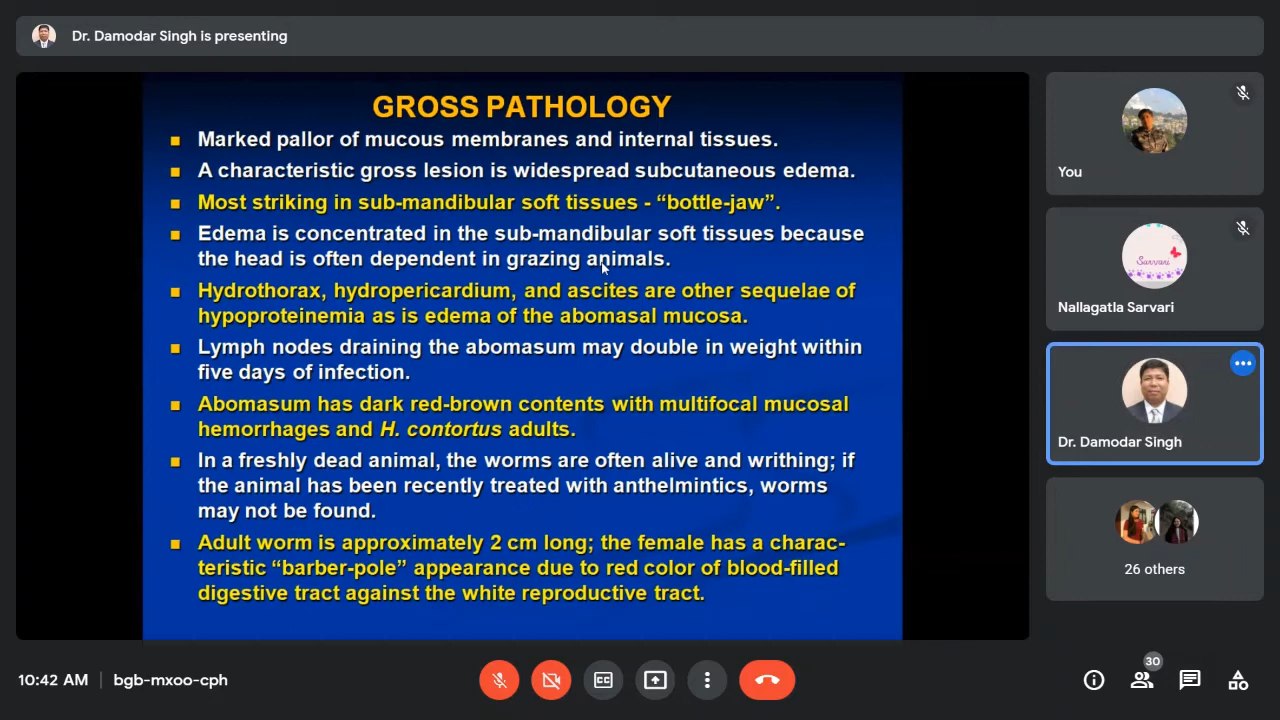 Dr. Damodar Singh is presenting
GROSS PATHOLOGY
Marked pallor of mucous membranes and internal tissues.
A characteristic gross lesion is widespread subcutaneous edema.
Most striking in sub-mandibular soft tissues - “bottle-jaw”.
Edema is concentrated in the sub-mandibular soft tissues because
the head is often dependent in grazing animals.
Hydrothorax, hydropericardium, and ascites are other sequelae of
hypoproteinemia as is edema of the abomasal mucosa.
Lymph nodes draining the abomasum may double in weight within
five days of infection.
Abomasum has dark red-brown contents with multifocal mucosal
hemorrhages and H. contortus adults.
In a freshly dead animal, the worms are often alive and writhing; if
the animal has been recently treated with anthelmintics, worms
may not be found.
Adult worm is approximately 2 cm long; the female has a charac-
teristic “barber-pole” appearance due to red color of blood-filled
digestive tract against the white reproductive tract.
You
Sarvari
Nallagatla Sarvari
Dr. Damodar Singh
26 others
10:42 AM
bgb-mxoo-cph
CC
30